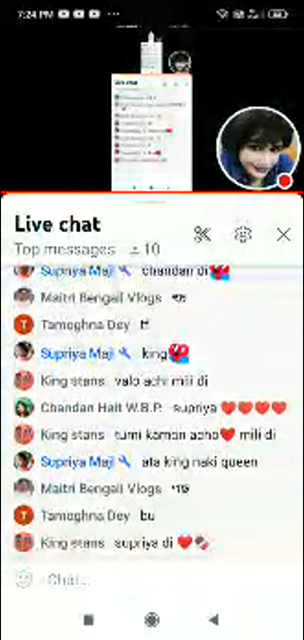 7:24 PM
Live chat
Top messages 10
Supriya Maji chandan di
Maitri Bengali Vlogs
Tamoghna Dey
Supriya Maji king
King stans valo achi mili di
Chandan Hait W.B.P. supriya ❤️❤️❤️❤️
King stans tumi kaman acho❤️ mili di
Supriya Maji ata king naki queen
Maitri Bengali Vlogs
Tamoghna Dey bu
King stans supriya di ❤️🍫
Chat...